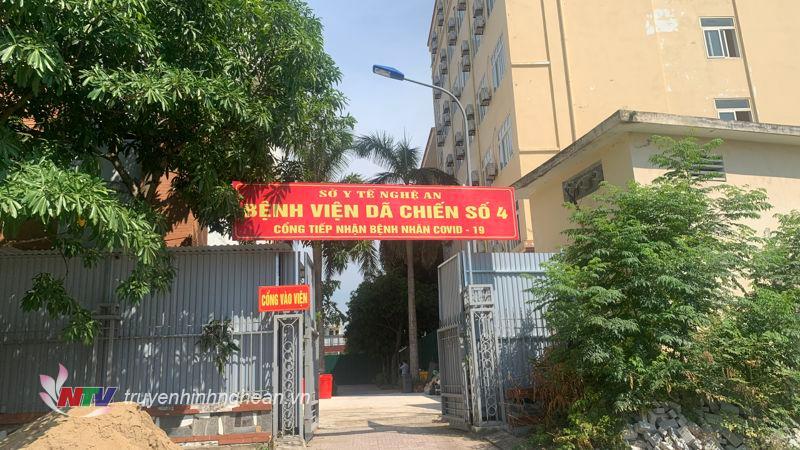 SỞ Y TẾ NGHỆ AN
BỆNH VIỆN DÃ CHIẾN SỐ 4
CỔNG TIẾP NHẬN BỆNH NHÂN COVID - 19
CỔNG VÀO VIỆN
NTV truyenhinhnghean.vn